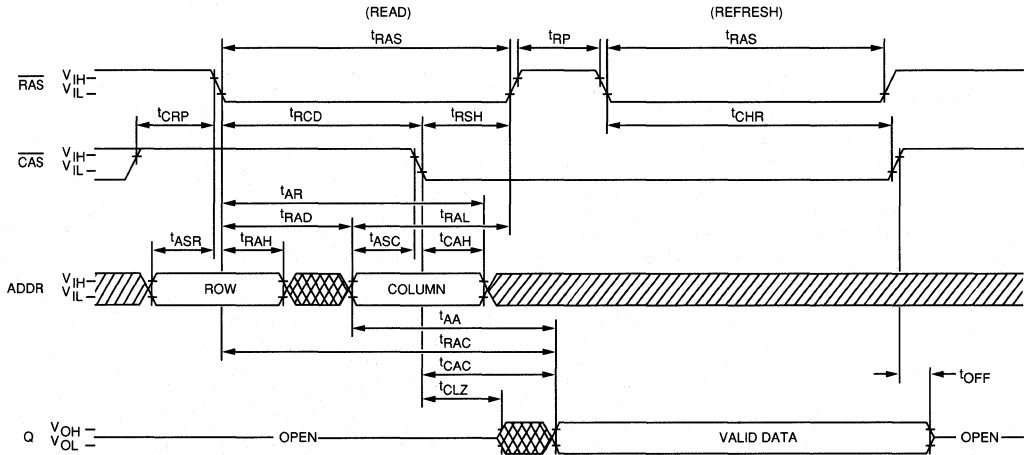 (READ) (REFRESH)
tRAS tRP tRAS
RAS VIH VIL
tCRP tRCD tRSH tCHR
CAS VIH VIL
tAR
tRAD tRAL
tASR tRAH tASC tCAH
ADDR VIH VIL ROW COLUMN
tAA
tRAC
tCAC
tOFF
tCLZ
Q VOH VOL OPEN VALID DATA OPEN